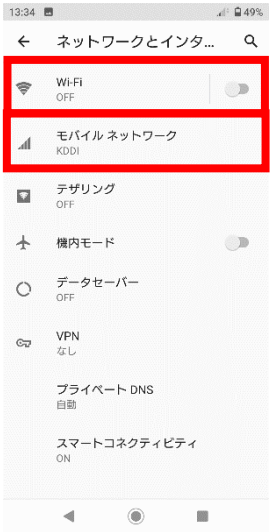 13:34 49%
ネットワークとインタ...
Wi-Fi
OFF
モバイル ネットワーク
KDDI
テザリング
OFF
機内モード
データセーバー
OFF
VPN
なし
プライベート DNS
自動
スマートコネクティビティ
ON